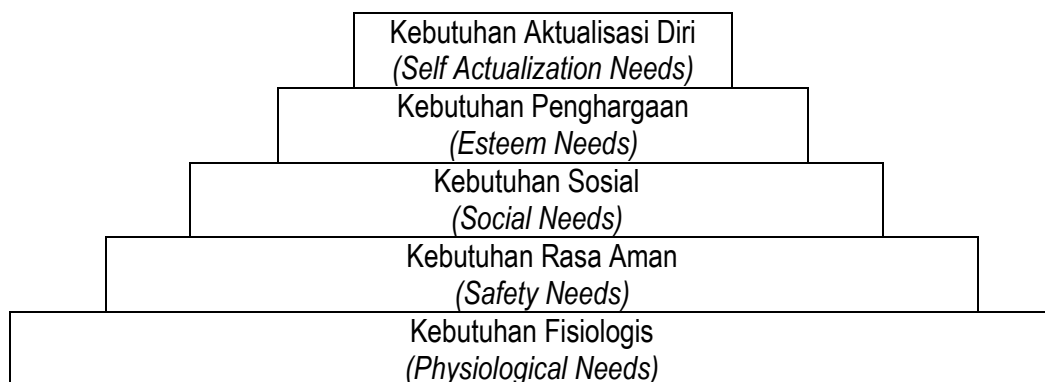 Kebutuhan Aktualisasi Diri
(Self Actualization Needs)
Kebutuhan Penghargaan
(Esteem Needs)
Kebutuhan Sosial
(Social Needs)
Kebutuhan Rasa Aman
(Safety Needs)
Kebutuhan Fisiologis
(Physiological Needs)